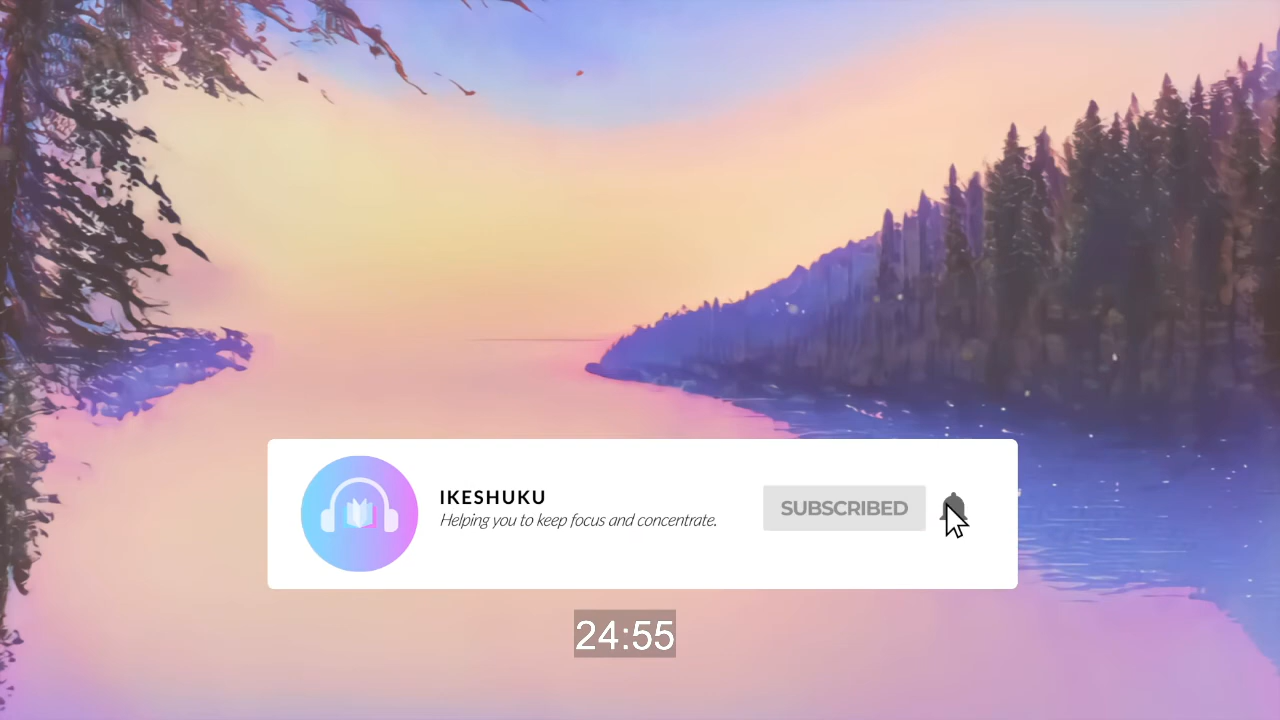 IKESHUKU
Helping you to keep focus and concentrate.
SUBSCRIBED
24:55